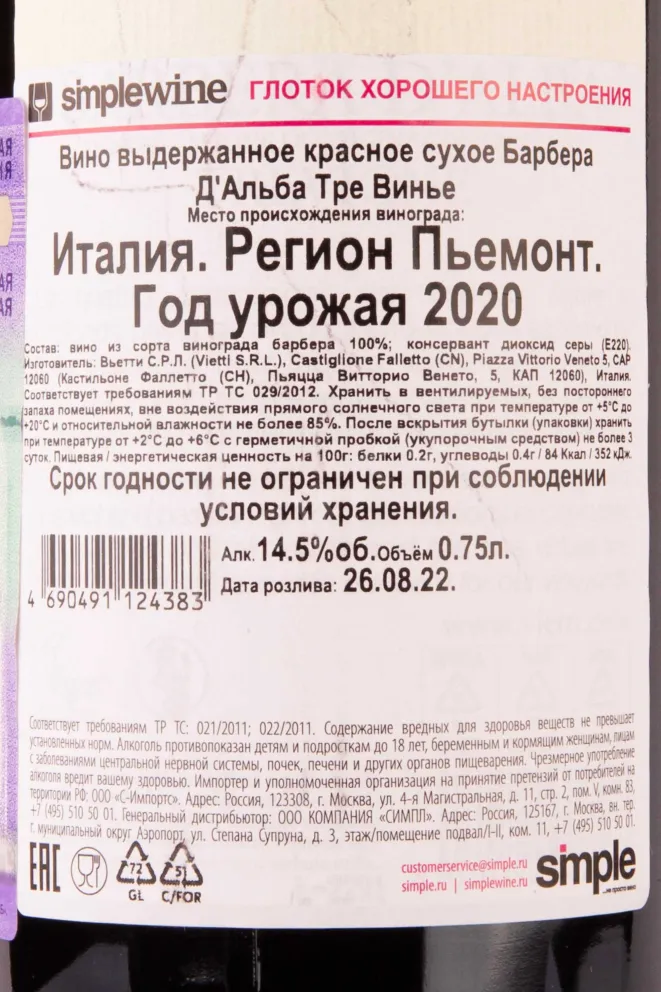 simplewine ГЛОТОК ХОРОШЕГО НАСТРОЕНИЯ
Вино выдержанное красное сухое Барбера
Д'Альба Тре Винье
Место происхождения винограда:
Италия. Регион Пьемонт.
Год урожая 2020
Состав: вино из сорта винограда барбера 100%; консервант диоксид серы (E220).
Изготовитель: Вьетти С.Р.Л. (Vietti S.R.L.), Castiglione Falletto (CN), Piazza Vittorio Veneto 5, CAP
12060 (Кастильоне Фаллетто (СН), Пьяцца Витторио Венето, 5, КАП 12060), Италия.
Соответствует требованиям ТР ТС 029/2012. Хранить в вентилируемых, без постороннего
запаха помещениях, вне воздействия прямого солнечного света при температуре от +5°С до
+20°С и относительной влажности не более 85%. После вскрытия бутылки (упаковки) хранить
при температуре от +2°С до +6°С с герметичной пробкой (укупорочным средством) не более 3
суток. Пищевая / энергетическая ценность на 100г: белки 0.2г, углеводы 0.4г / 84 Ккал / 352 кДж.
Срок годности не ограничен при соблюдении
условий хранения.
Алк. 14.5%об. Объём 0.75л.
Дата розлива: 26.08.22.
4 690491 124383
Соответствует требованиям ТР ТС: 021/2011; 022/2011. Содержание вредных для здоровья веществ не превышает
установленных норм. Алкоголь противопоказан детям и подросткам до 18 лет, беременным и кормящим женщинам, лицам
с заболеваниями центральной нервной системы, почек, печени и других органов пищеварения. Чрезмерное употребление
алкоголя вредит вашему здоровью. Импортер и уполномоченная организация на принятие претензий от потребителей на
территории РФ: ООО «С-Импортс». Адрес: Россия, 123308, г. Москва, ул. 4-я Магистральная, д. 11, стр. 2, пом. V, комн. 83,
+7 (495) 510 50 01. Генеральный дистрибьютор: ООО КОМПАНИЯ «СИМПЛ». Адрес: Россия, 125167, г. Москва, вн. тер.
г. муниципальный округ Аэропорт, ул. Степана Супруна, д. 3, этаж/помещение подвал/I-II, ком. 11, +7 (495) 510 50 01.
EAC
72
GL
51
C/FOR
customerservice@simple.ru
simple.ru | simplewine.ru
simple
...не просто вино